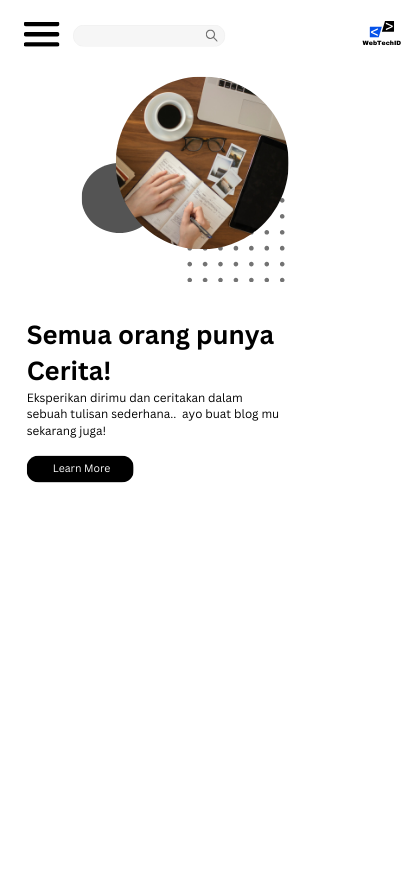 WebTechID
Semua orang punya
Cerita!
Eksperikan dirimu dan ceritakan dalam
sebuah tulisan sederhana..  ayo buat blog mu
sekarang juga!
Learn More